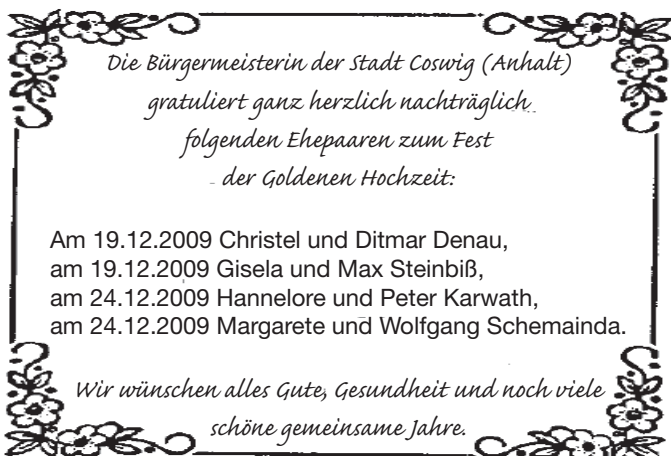 Die Bürgermeisterin der Stadt Coswig (Anhalt)
gratuliert ganz herzlich nachträglich
folgenden Ehepaaren zum Fest
der Goldenen Hochzeit:
Am 19.12.2009 Christel und Ditmar Denau,
am 19.12.2009 Gisela und Max Steinbiß,
am 24.12.2009 Hannelore und Peter Karwath,
am 24.12.2009 Margarete und Wolfgang Schemainda.
Wir wünschen alles Gute, Gesundheit und noch viele
schöne gemeinsame Jahre.